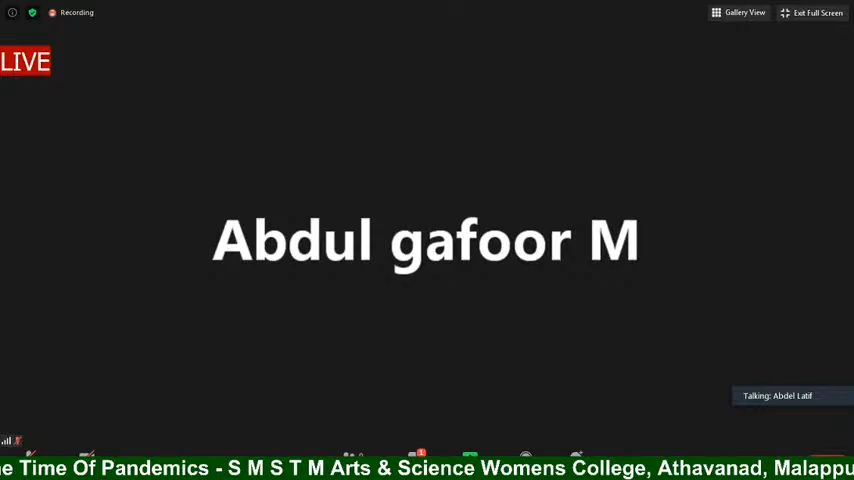 Recording
Gallery View
Exit Full Screen
LIVE
Abdul gafoor M
Talking: Abdel Latif
1
e Time Of Pandemics - S M S T M Arts & Science Womens College, Athavanad, Malappu